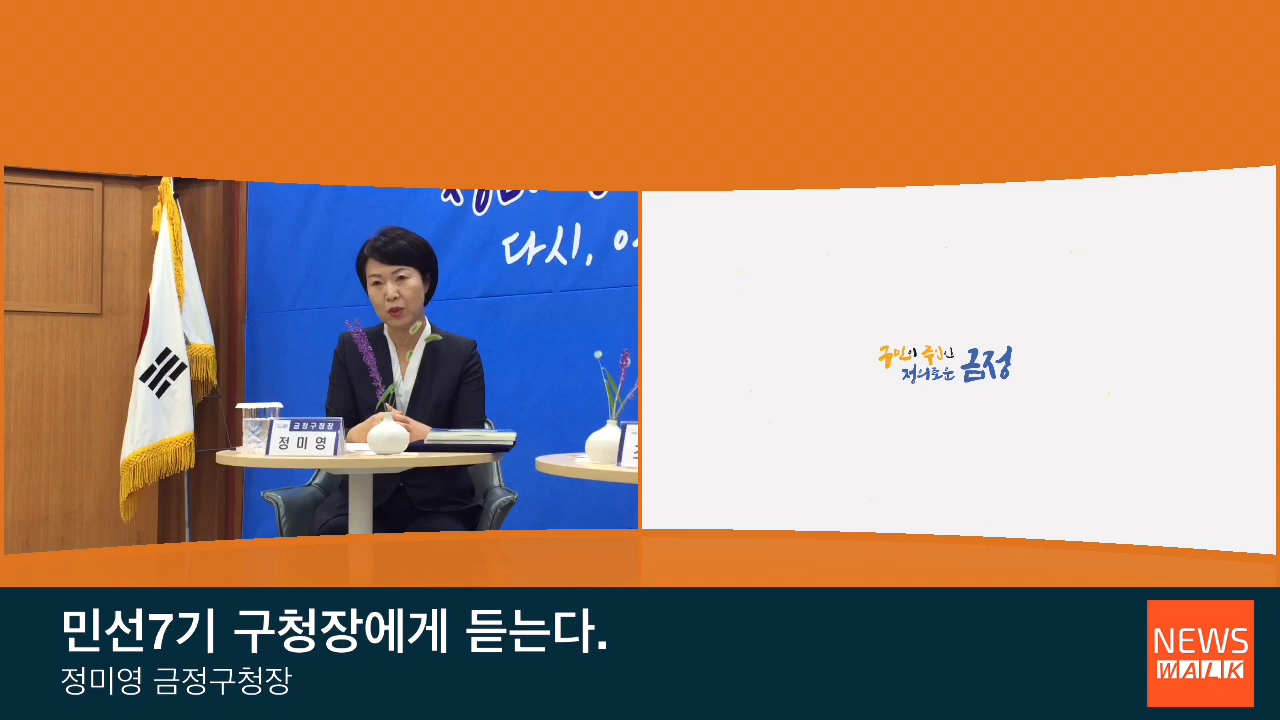 다시,
금정구청장
정미영
구민이 주인인
정의로운 금정
민선7기 구청장에게 듣는다.
정미영 금정구청장
NEWS
WALK